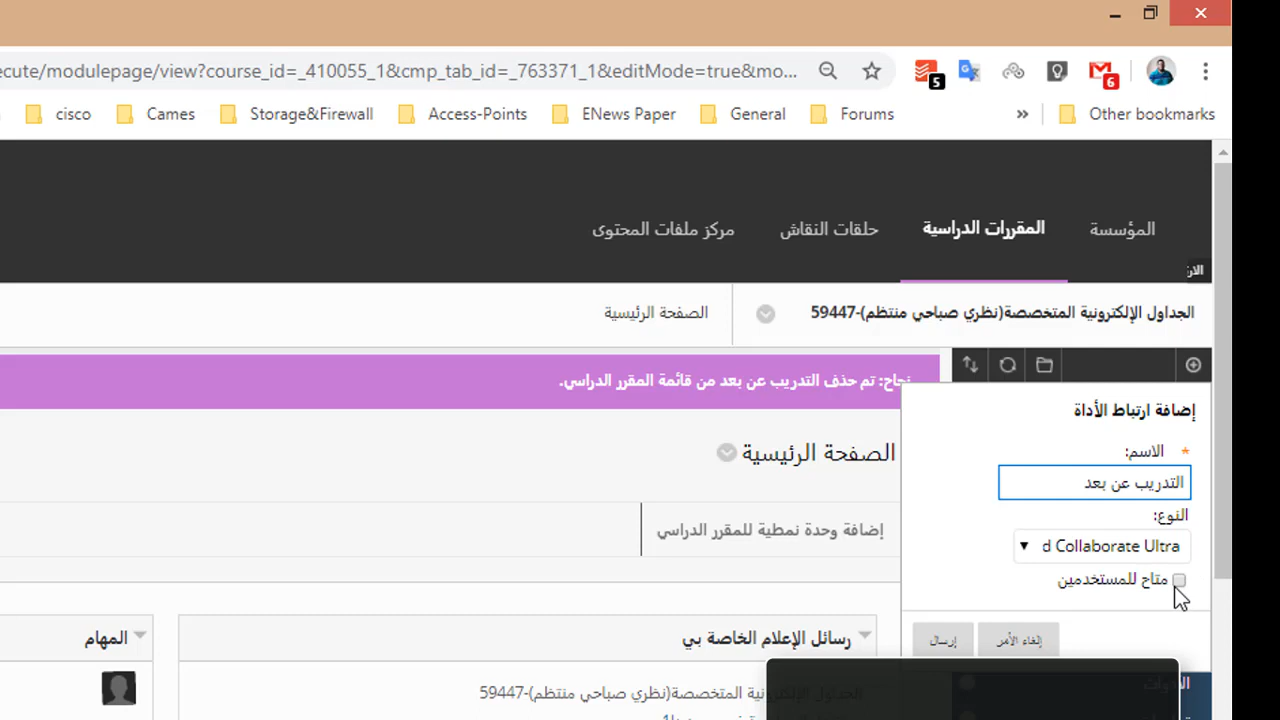 ecute/modulepage/view?course_id=_410055_1&cmp_tab_id=_763371_1&editMode=true&mo...
5
6
cisco
Cames
Storage&Firewall
Access-Points
ENews Paper
General
Forums
»
Other bookmarks
المؤسسة
المقررات الدراسية
حلقات النقاش
مركز ملفات المحتوى
الجداول الإلكترونية المتخصصة(نظري صباحي منتظم)-59447
الصفحة الرئيسية
نجاح: تم حذف التدريب عن بعد من قائمة المقرر الدراسي.
إضافة ارتباط الأداة
* الاسم:
التدريب عن بعد
النوع:
d Collaborate Ultra
متاح للمستخدمين
إلغاء الأمر
إرسال
الصفحة الرئيسية
إضافة وحدة نمطية للمقرر الدراسي
رسائل الإعلام الخاصة بي
المهام
الجداول الإلكترونية المتخصصة(نظري صباحي منتظم)-59447
الأدوات